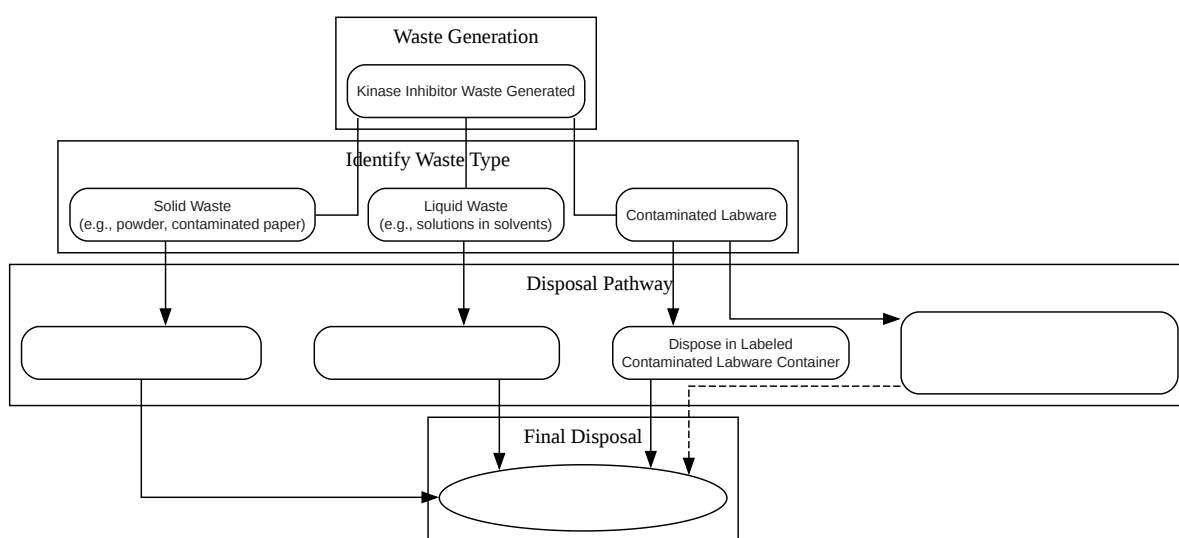 Waste Generation
Kinase Inhibitor Waste Generated
Identify Waste Type
Solid Waste
(e.g., powder, contaminated paper)
Liquid Waste
(e.g., solutions in solvents)
Contaminated Labware
Disposal Pathway
Dispose in Labeled
Contaminated Labware Container
Final Disposal